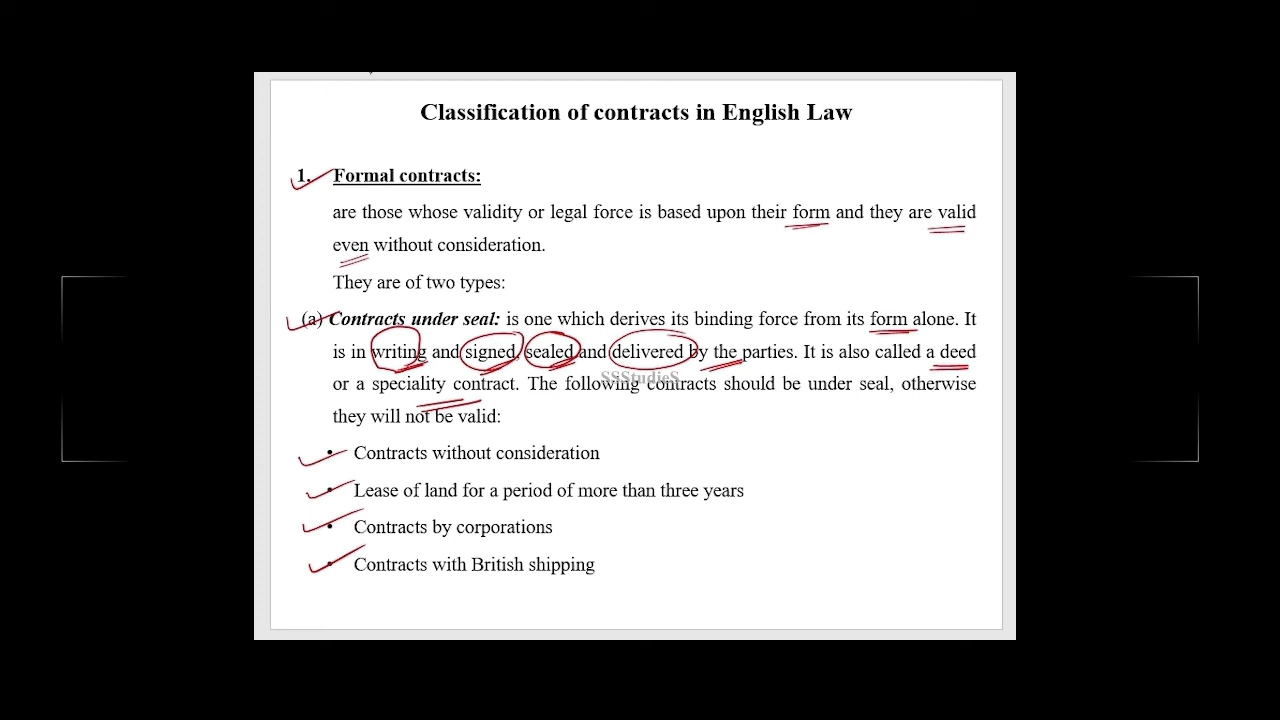 Classification of contracts in English Law
1. Formal contracts:
are those whose validity or legal force is based upon their form and they are valid
even without consideration.
They are of two types:
(a) Contracts under seal: is one which derives its binding force from its form alone. It
is in writing and signed, sealed and delivered by the parties. It is also called a deed
or a speciality contract. The following contracts should be under seal, otherwise
SSStudieS
they will not be valid:
• Contracts without consideration
• Lease of land for a period of more than three years
• Contracts by corporations
• Contracts with British shipping